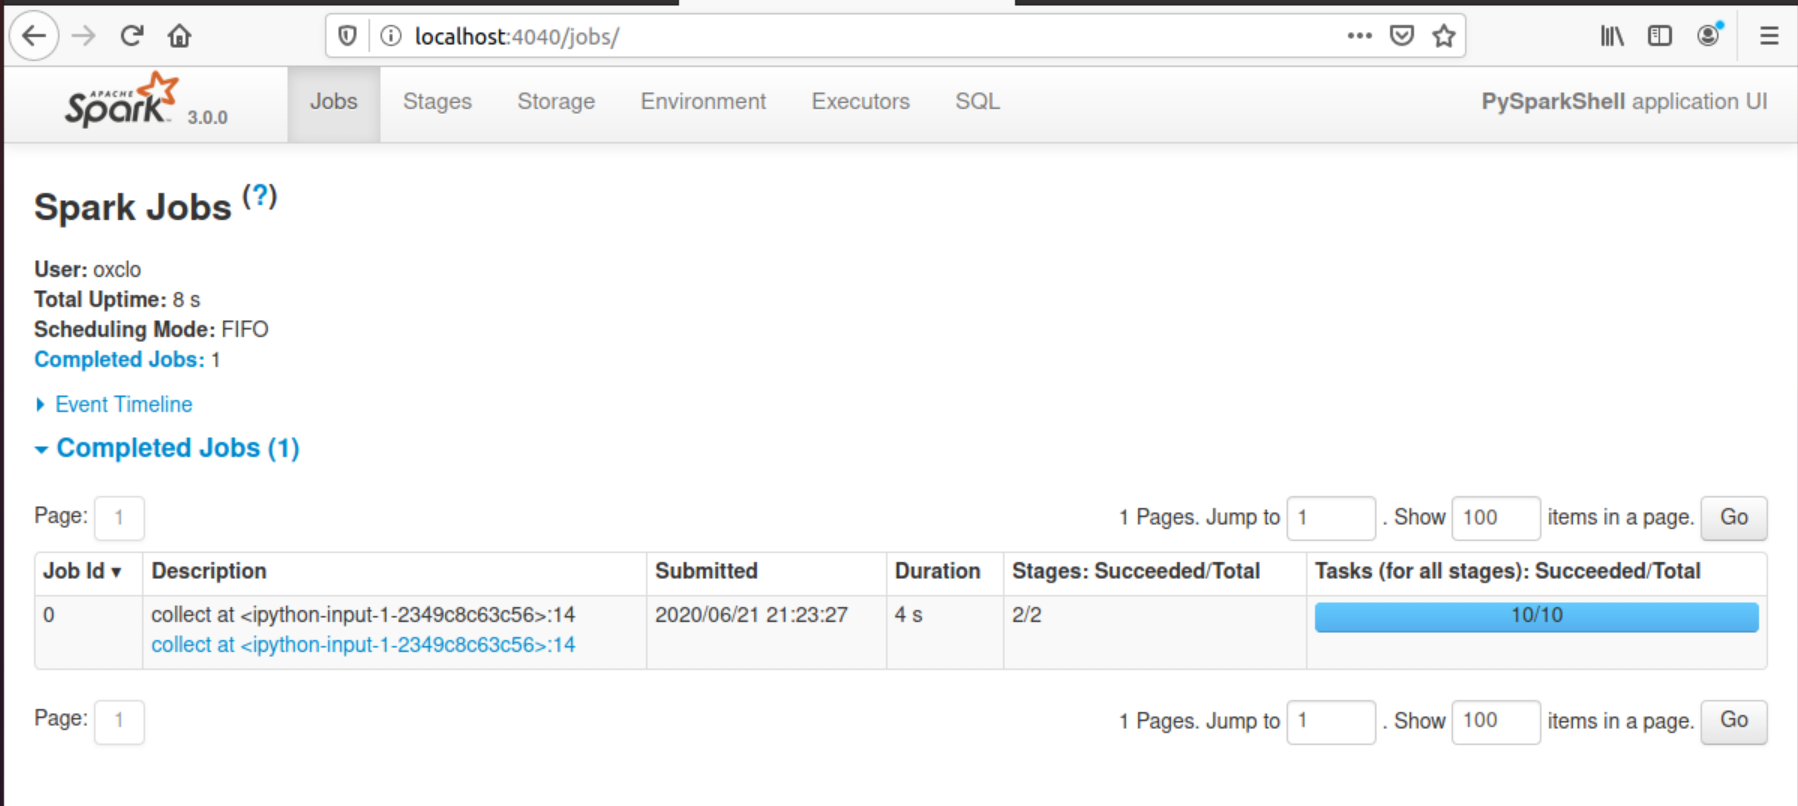 localhost:4040/jobs/
APACHE Spark 3.0.0 Jobs Stages Storage Environment Executors SQL PySparkShell application UI
Spark Jobs (?)
User: oxclo
Total Uptime: 8 s
Scheduling Mode: FIFO
Completed Jobs: 1
Event Timeline
Completed Jobs (1)
Page: 1 1 Pages. Jump to 1 . Show 100 items in a page. Go
Job Id ▾ Description Submitted Duration Stages: Succeeded/Total Tasks (for all stages): Succeeded/Total
0 collect at <ipython-input-1-2349c8c63c56>:14 2020/06/21 21:23:27 4 s 2/2 10/10
collect at <ipython-input-1-2349c8c63c56>:14
Page: 1 1 Pages. Jump to 1 . Show 100 items in a page. Go